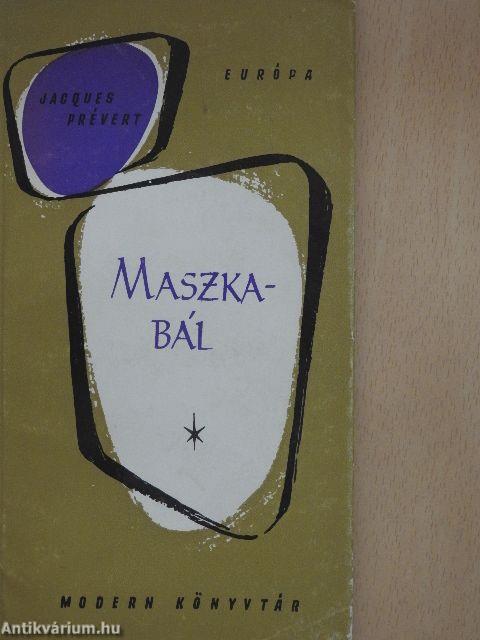 EURÓPA
JACQUES
PRÉVERT
MASZKA-
BÁL
MODERN KÖNYVTÁR
Antikvárium.hu